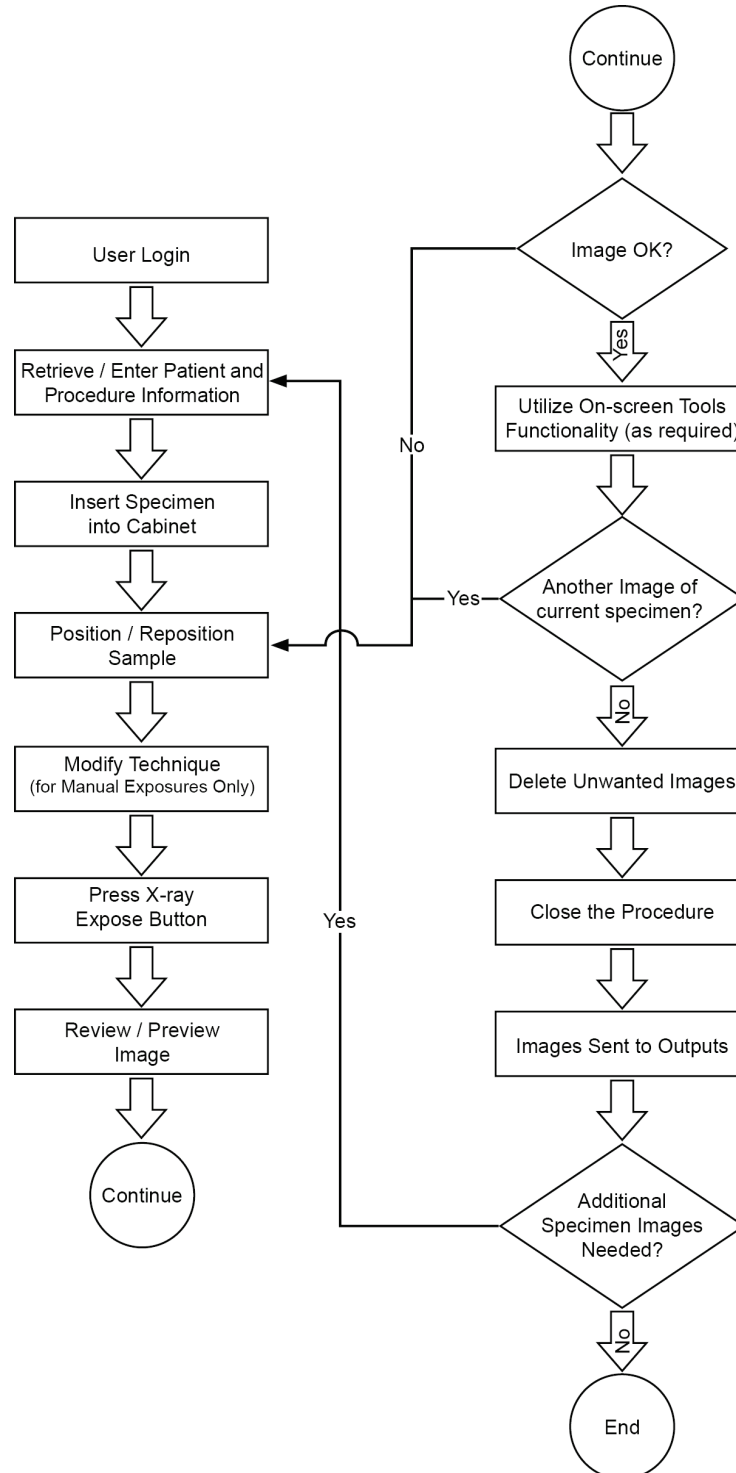 User Login
Retrieve / Enter Patient and
Procedure Information
Insert Specimen
into Cabinet
Position / Reposition
Sample
Modify Technique
(for Manual Exposures Only)
Press X-ray
Expose Button
Review / Preview
Image
Continue
Continue
Image OK?
No
Yes
Utilize On-screen Tools
Functionality (as required)
Another Image of
current specimen?
Yes
No
Delete Unwanted Images
Close the Procedure
Images Sent to Outputs
Additional
Specimen Images
Needed?
Yes
No
End